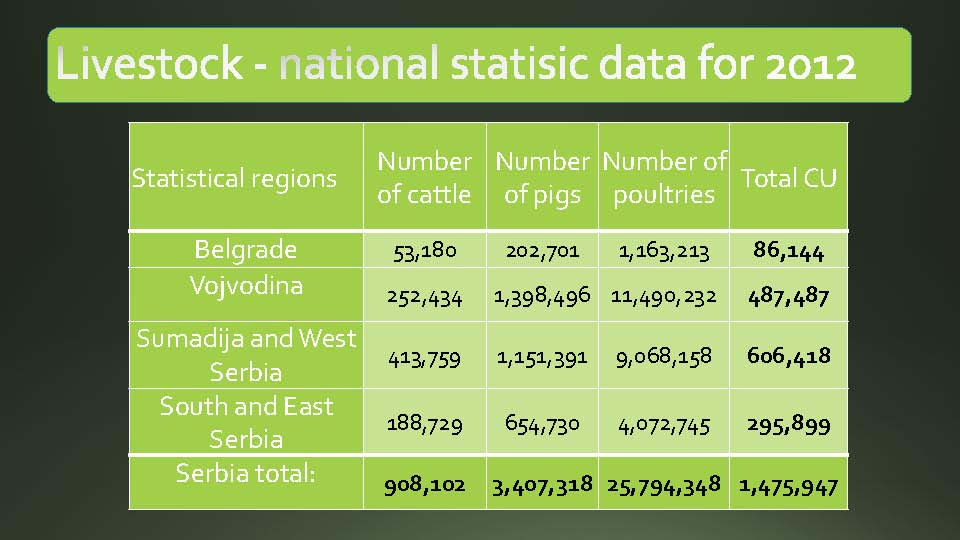 Livestock - national statisic data for 2012
Statistical regions Number of cattle Number of pigs Number of poultries Total CU
Belgrade 53,180 202,701 1,163,213 86,144
Vojvodina 252,434 1,398,496 11,490,232 487,487
Sumadija and West Serbia 413,759 1,151,391 9,068,158 606,418
South and East Serbia 188,729 654,730 4,072,745 295,899
Serbia total: 908,102 3,407,318 25,794,348 1,475,947